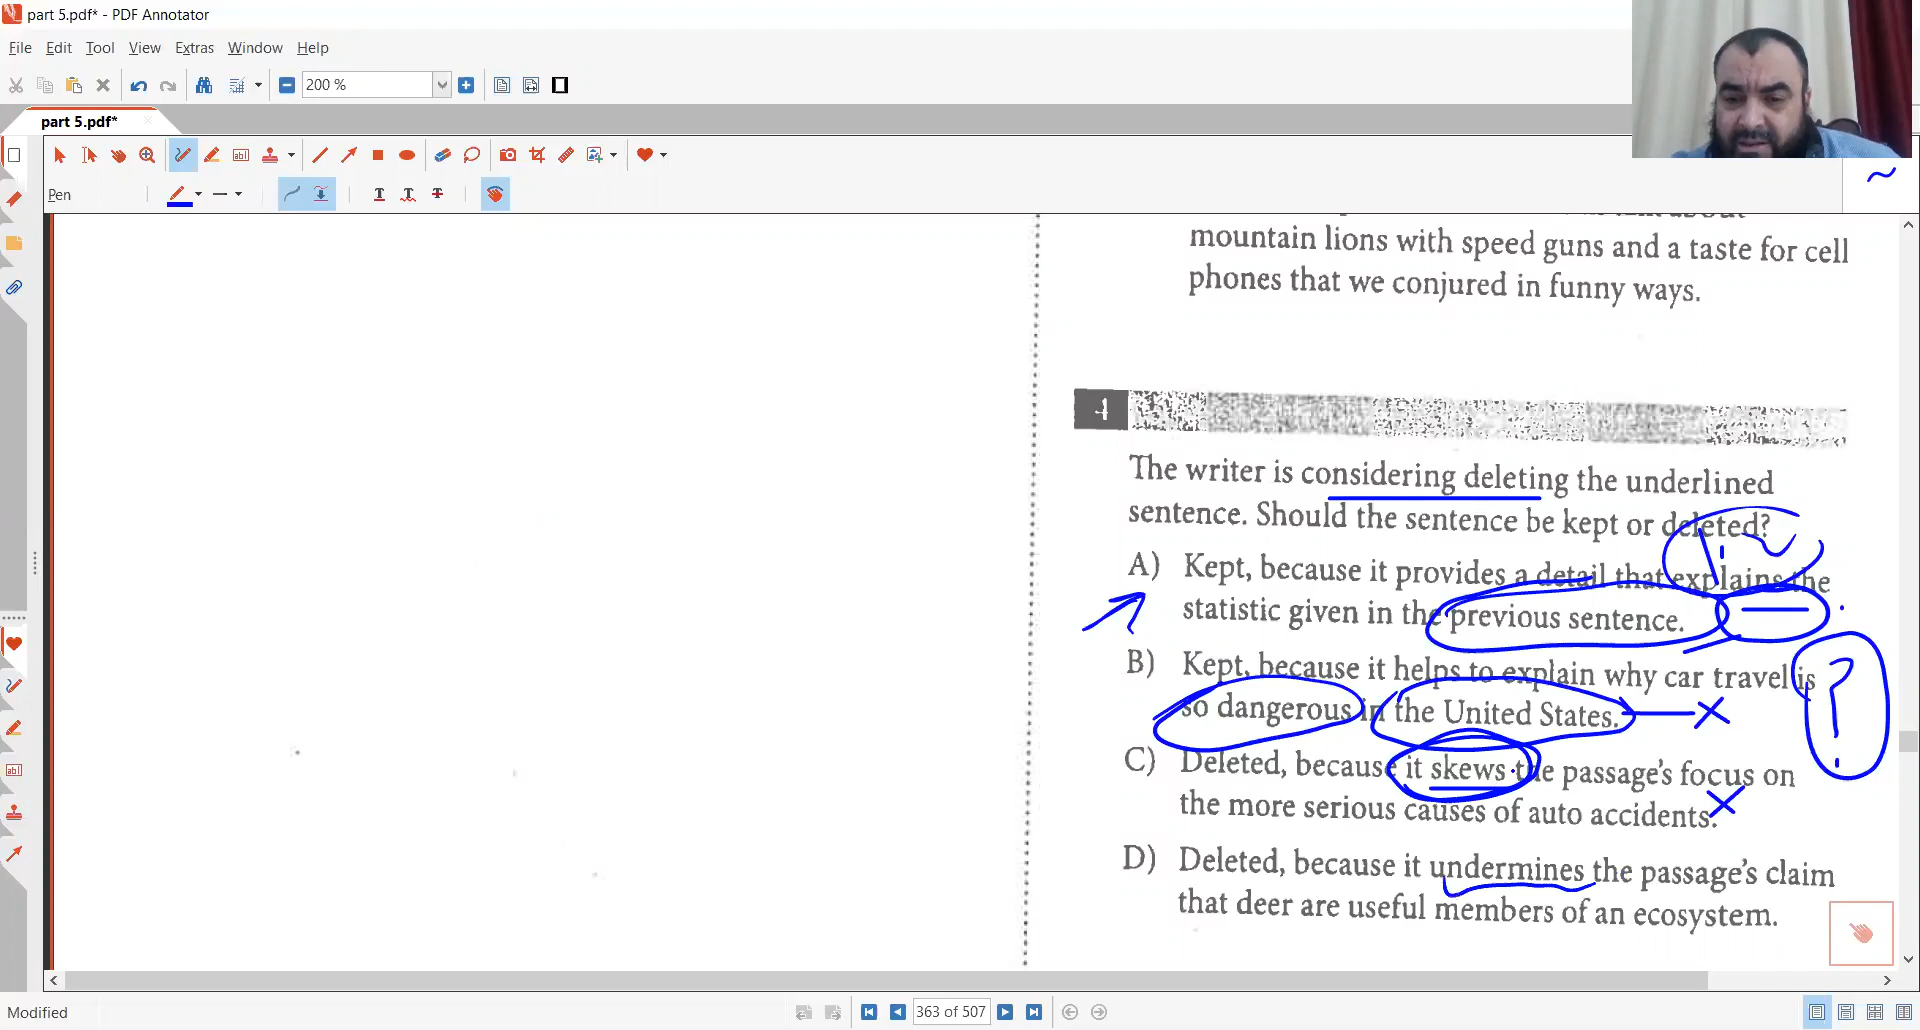 part 5.pdf* - PDF Annotator
File Edit Tool View Extras Window Help
200 %
part 5.pdf*
Pen
mountain lions with speed guns and a taste for cell
phones that we conjured in funny ways.
4
The writer is considering deleting the underlined
sentence. Should the sentence be kept or deleted?
A) Kept, because it provides a detail that explains the
statistic given in the previous sentence.
B) Kept, because it helps to explain why car travel is
so dangerous in the United States.
C) Deleted, because it skews the passage's focus on
the more serious causes of auto accidents.
D) Deleted, because it undermines the passage's claim
that deer are useful members of an ecosystem.
?
Modified
363 of 507